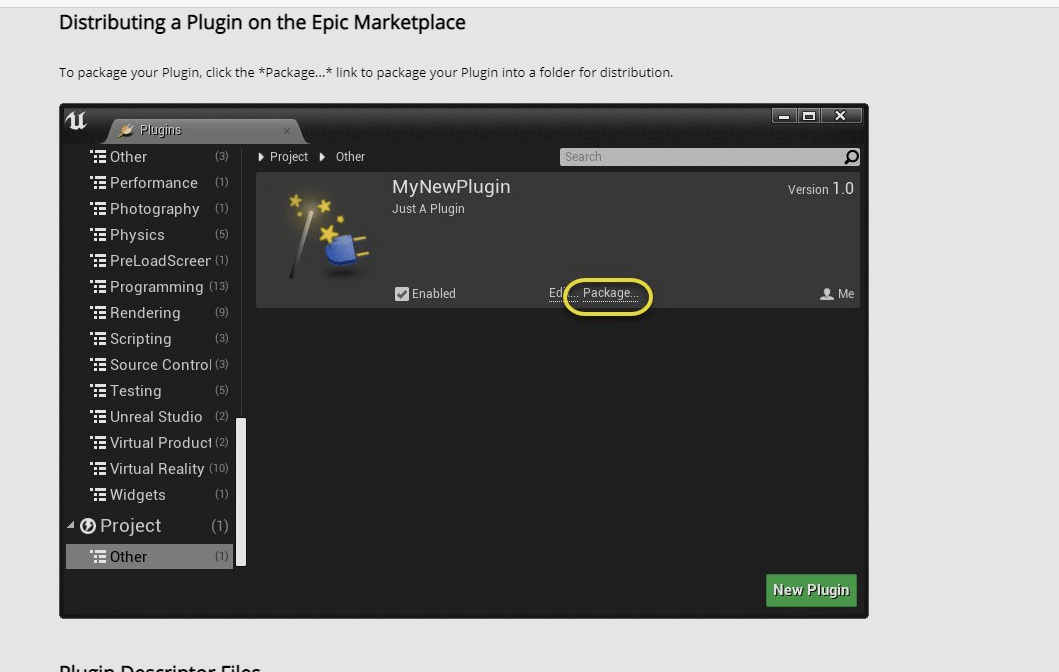 Distributing a Plugin on the Epic Marketplace
To package your Plugin, click the *Package...* link to package your Plugin into a folder for distribution.
Plugins
Other (3)
Performance (1)
Photography (1)
Physics (5)
PreLoadScreen (1)
Programming (13)
Rendering (9)
Scripting (3)
Source Control (3)
Testing (5)
Unreal Studio (2)
Virtual Product (2)
Virtual Reality (10)
Widgets (1)
Project (1)
Other (1)
Project Other
Search
MyNewPlugin
Version 1.0
Just A Plugin
Enabled
Edit... Package...
Me
New Plugin
Plugin Descriptor Files